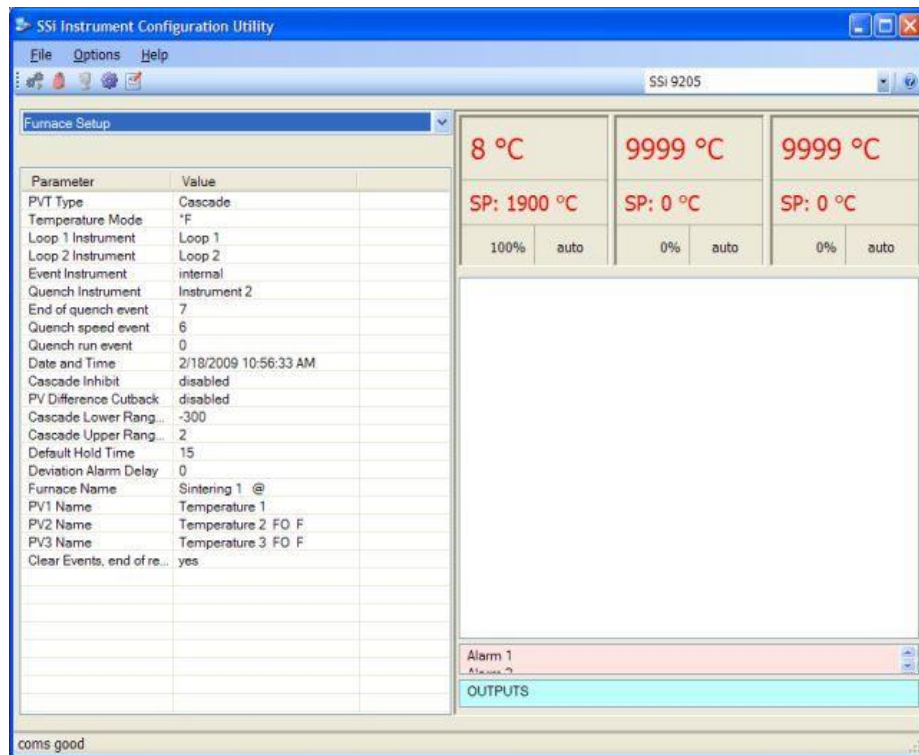 SSi Instrument Configuration Utility
File Options Help
SSi 9205
Furnace Setup
Parameter Value
PVT Type Cascade
Temperature Mode °F
Loop 1 Instrument Loop 1
Loop 2 Instrument Loop 2
Event Instrument internal
Quench Instrument Instrument 2
End of quench event 7
Quench speed event 6
Quench run event 0
Date and Time 2/18/2009 10:56:33 AM
Cascade Inhibit disabled
PV Difference Cutback disabled
Cascade Lower Rang... -300
Cascade Upper Rang... 2
Default Hold Time 15
Deviation Alarm Delay 0
Furnace Name Sintering 1 @
PV1 Name Temperature 1
PV2 Name Temperature 2 FO F
PV3 Name Temperature 3 FO F
Clear Events, end of re... yes
8 °C 9999 °C 9999 °C
SP: 1900 °C SP: 0 °C SP: 0 °C
100% auto 0% auto 0% auto
Alarm 1
Alarm 2
OUTPUTS
coms good